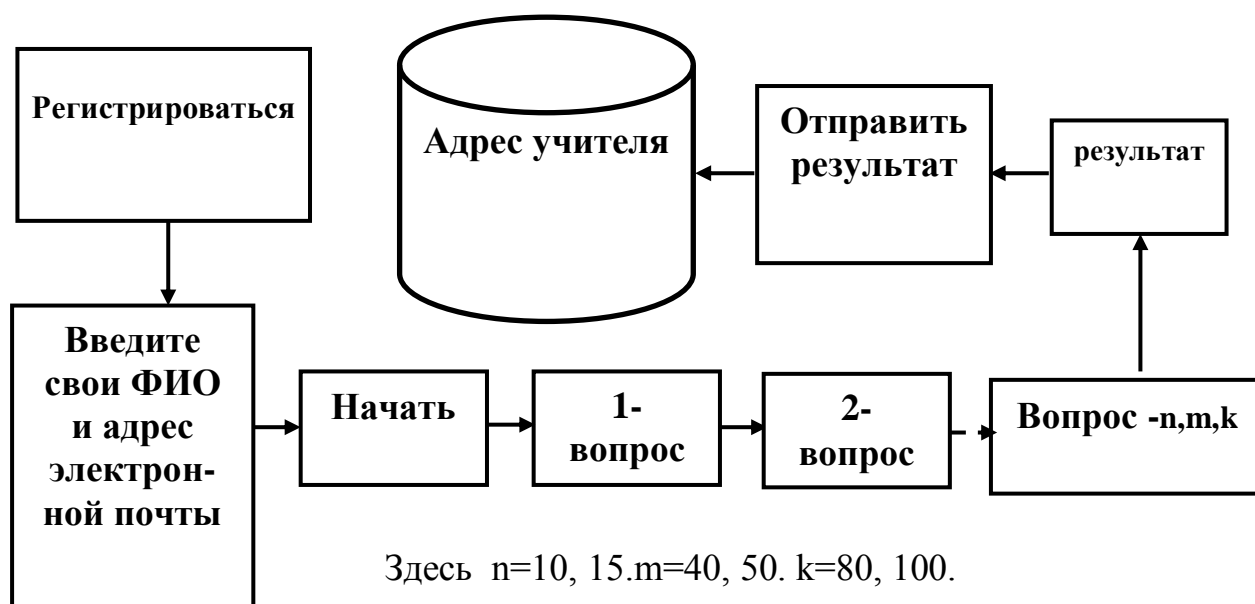 Регистрироваться
Введите
свои ФИО
и адрес
электрон-
ной почты
Начать
1-
вопрос
2-
вопрос
Вопрос -n,m,k
результат
Отправить
результат
Адрес учителя
Здесь n=10, 15.m=40, 50. k=80, 100.